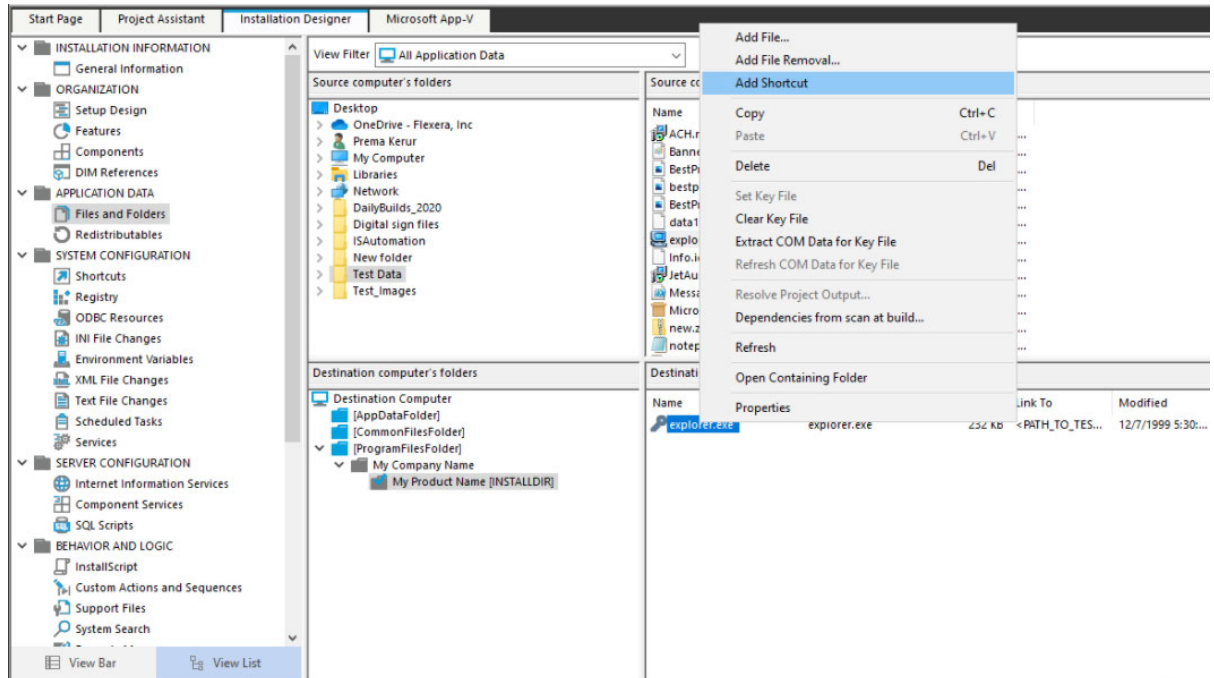 Start Page
Project Assistant
Installation Designer
Microsoft App-V
INSTALLATION INFORMATION
General Information
ORGANIZATION
Setup Design
Features
Components
DIM References
APPLICATION DATA
Files and Folders
Redistributables
SYSTEM CONFIGURATION
Shortcuts
Registry
ODBC Resources
INI File Changes
Environment Variables
XML File Changes
Text File Changes
Scheduled Tasks
Services
SERVER CONFIGURATION
Internet Information Services
Component Services
SQL Scripts
BEHAVIOR AND LOGIC
InstallScript
Custom Actions and Sequences
Support Files
System Search
View Bar
View List
View Filter
All Application Data
Source computer's folders
Desktop
OneDrive - Flexera, Inc
Prema Kerur
My Computer
Libraries
Network
DailyBuilds_2020
Digital sign files
ISAutomation
New folder
Test Data
Test_Images
Source co
Name
ACH.r
Banne
BestPr
bestp
BestPr
data1
explo
Info.i
JetAu
Messa
Micro
new.z
notep
Add File...
Add File Removal...
Add Shortcut
Copy Ctrl+C
Paste Ctrl+V
Delete Del
Set Key File
Clear Key File
Extract COM Data for Key File
Refresh COM Data for Key File
Resolve Project Output...
Dependencies from scan at build...
Refresh
Open Containing Folder
Properties
Destination computer's folders
Destination Computer
[AppDataFolder]
[CommonFilesFolder]
[ProgramFilesFolder]
My Company Name
My Product Name [INSTALLDIR]
Destinati
Name Link To Modified
explorer.exe explorer.exe 232 KB <PATH_TO_TES... 12/7/1999 5:30:...